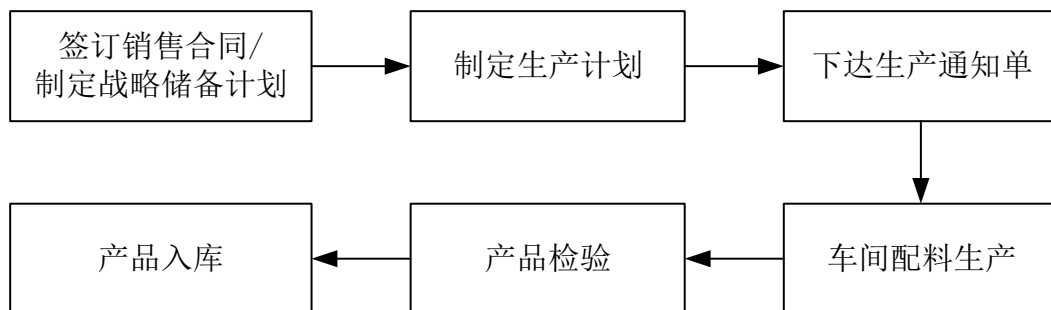 签订销售合同/
制定战略储备计划
制定生产计划
下达生产通知单
车间配料生产
产品检验
产品入库